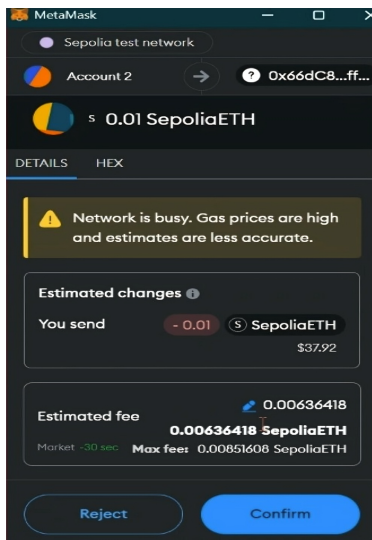 MetaMask
Sepolia test network
Account 2
0x66dC8...ff...
S 0.01 SepoliaETH
DETAILS HEX
Network is busy. Gas prices are high
and estimates are less accurate.
Estimated changes
You send - 0.01 S SepoliaETH
$37.92
0.00636418
Estimated fee
0.00636418 SepoliaETH
Market ~30 sec Max fee: 0.00851608 SepoliaETH
Reject Confirm